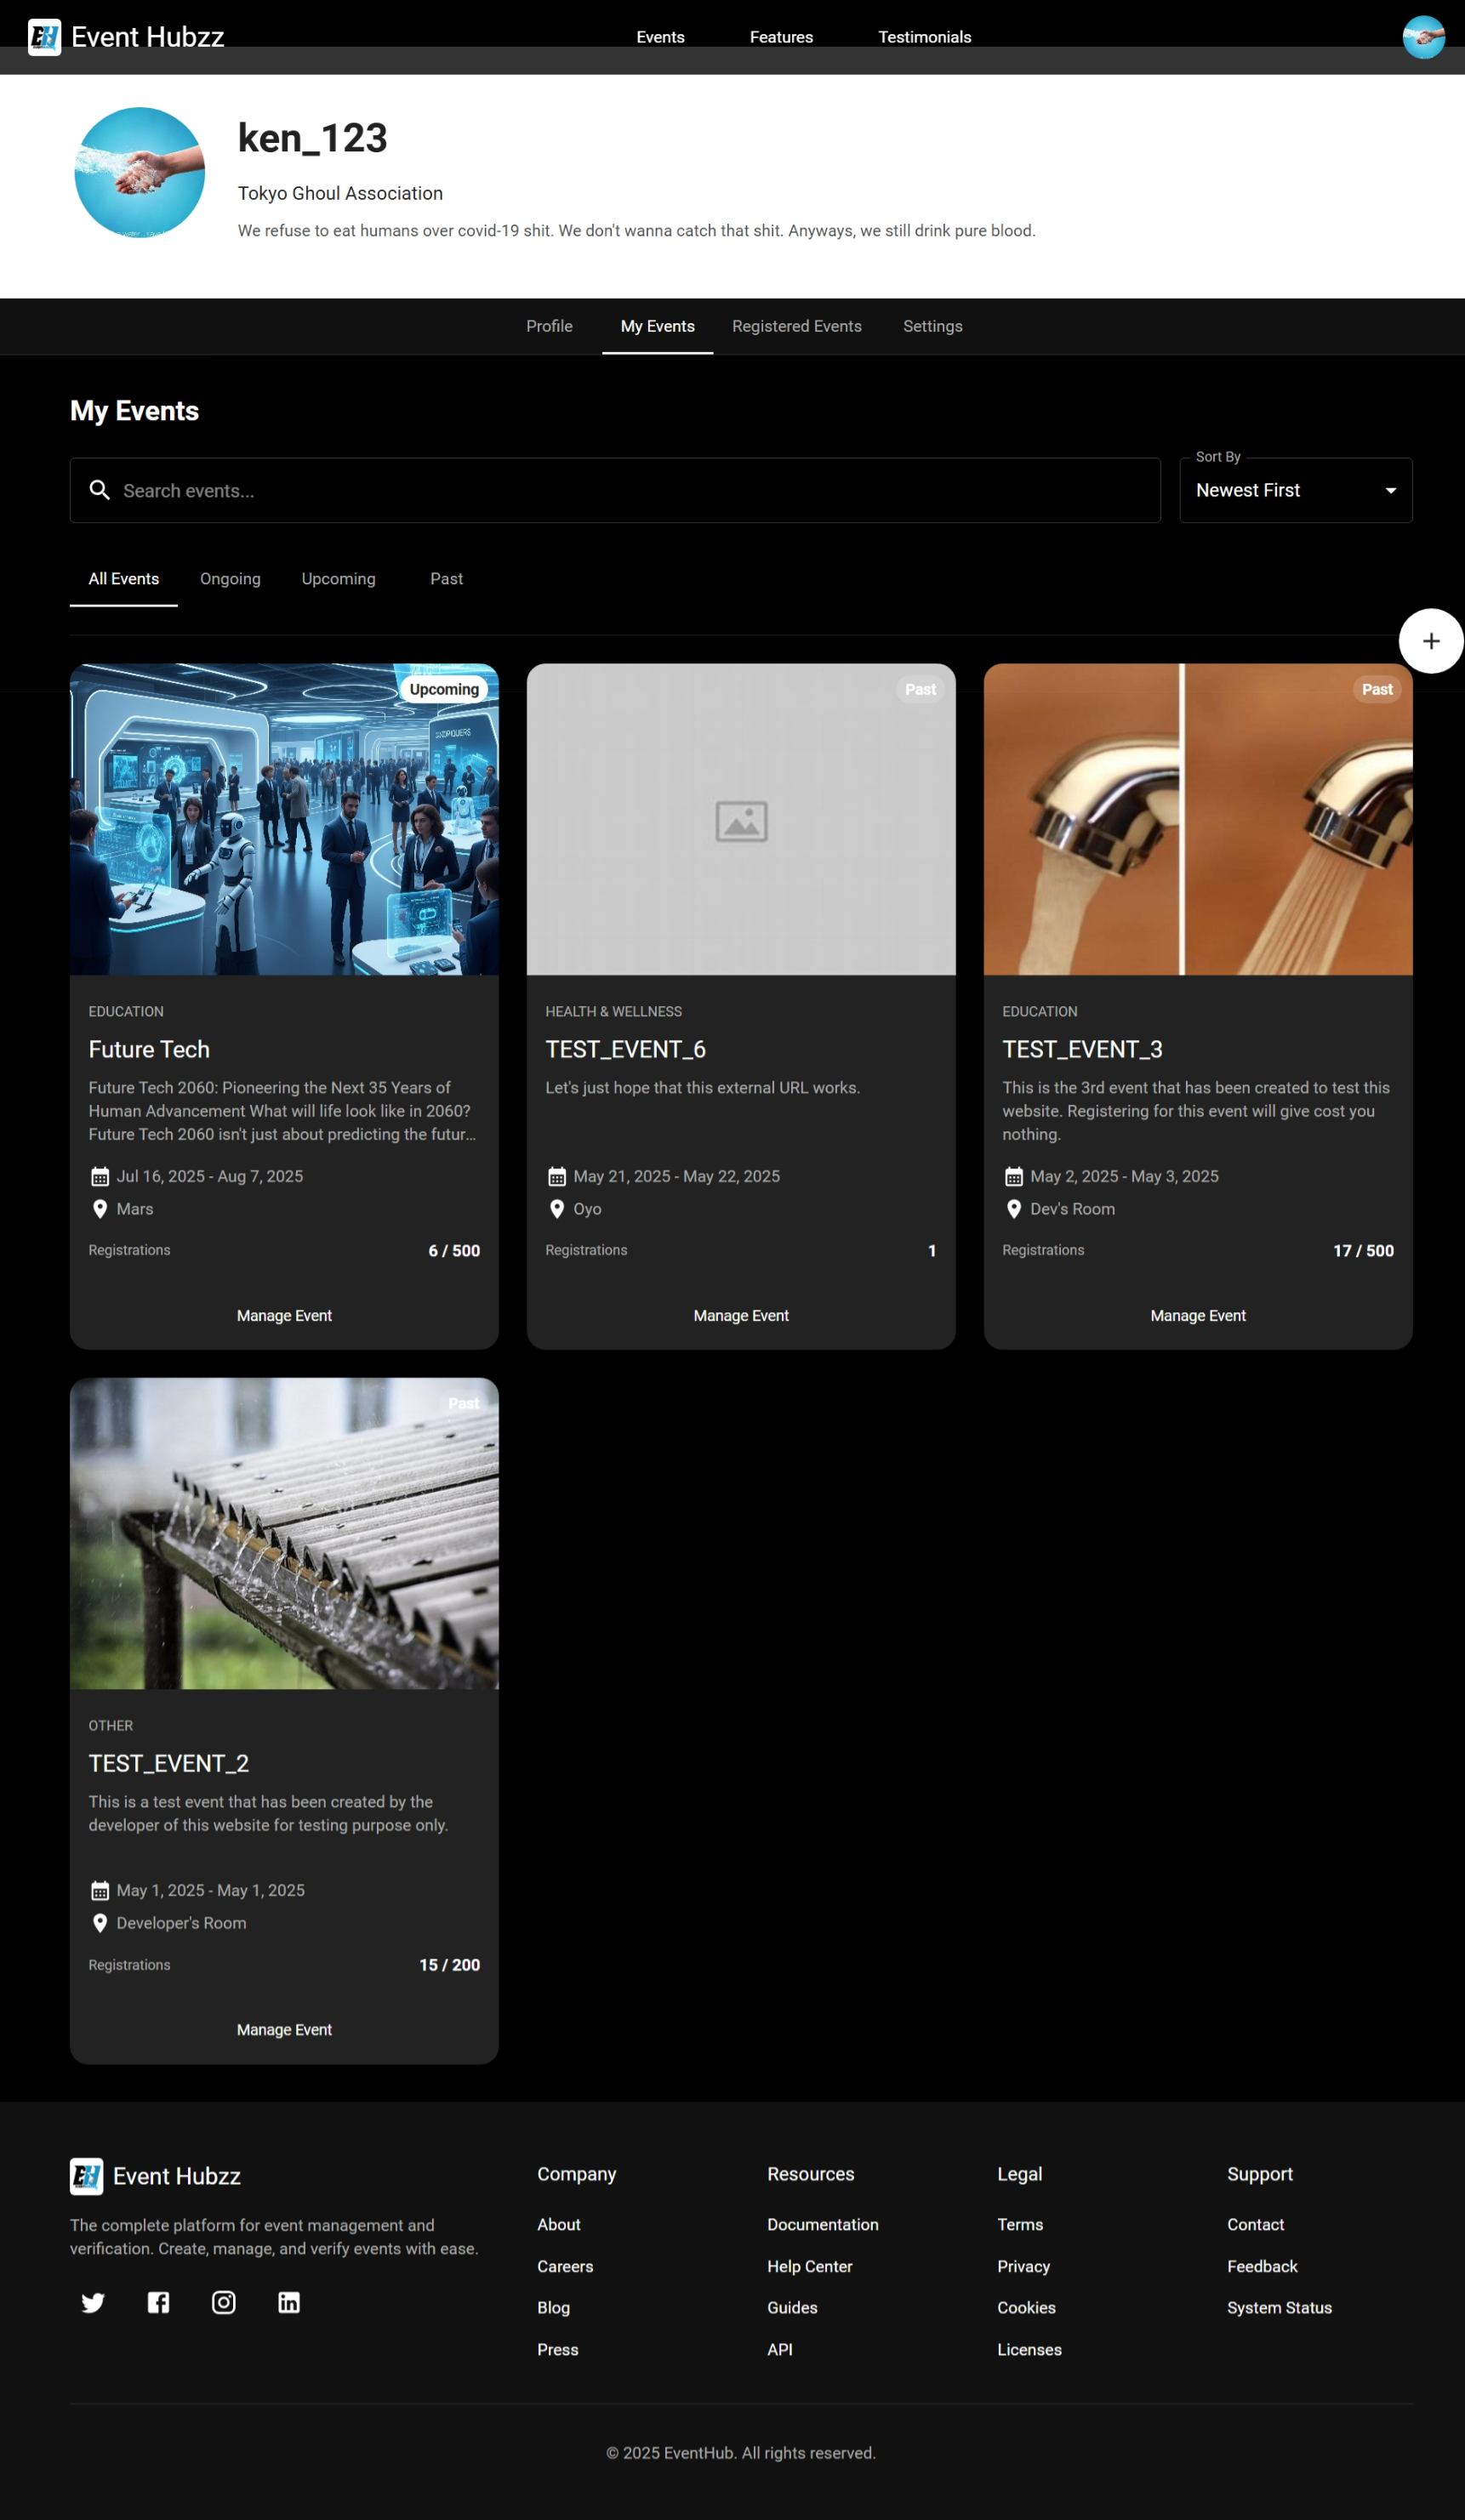 Event Hubzz
Events
Features
Testimonials
ken_123
Tokyo Ghoul Association
We refuse to eat humans over covid-19 shit. We don't wanna catch that shit. Anyways, we still drink pure blood.
Profile
My Events
Registered Events
Settings
My Events
Search events...
Sort By
Newest First
All Events
Ongoing
Upcoming
Past
Upcoming
EDUCATION
Future Tech
Future Tech 2060: Pioneering the Next 35 Years of
Human Advancement What will life look like in 2060?
Future Tech 2060 isn't just about predicting the futur...
Jul 16, 2025 - Aug 7, 2025
Mars
Registrations
6 / 500
Manage Event
Past
HEALTH & WELLNESS
TEST_EVENT_6
Let's just hope that this external URL works.
May 21, 2025 - May 22, 2025
Oyo
Registrations
1
Manage Event
Past
EDUCATION
TEST_EVENT_3
This is the 3rd event that has been created to test this
website. Registering for this event will give cost you
nothing.
May 2, 2025 - May 3, 2025
Dev's Room
Registrations
17 / 500
Manage Event
Past
OTHER
TEST_EVENT_2
This is a test event that has been created by the
developer of this website for testing purpose only.
May 1, 2025 - May 1, 2025
Developer's Room
Registrations
15 / 200
Manage Event
Event Hubzz
The complete platform for event management and
verification. Create, manage, and verify events with ease.
Company
About
Careers
Blog
Press
Resources
Documentation
Help Center
Guides
API
Legal
Terms
Privacy
Cookies
Licenses
Support
Contact
Feedback
System Status
© 2025 EventHub. All rights reserved.